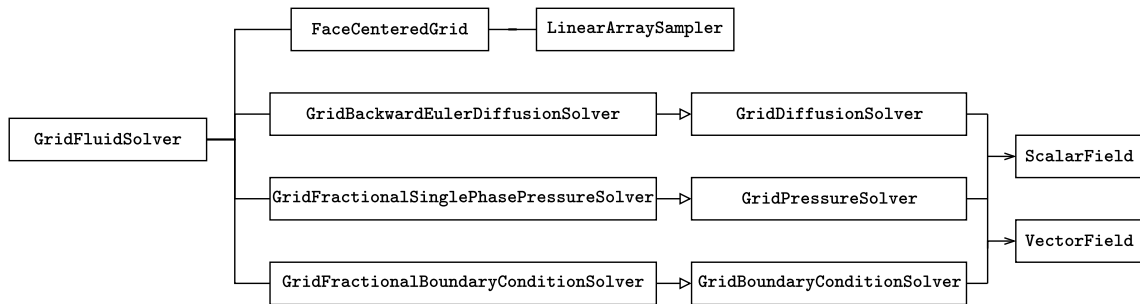 FaceCenteredGrid
LinearArraySampler
GridBackwardEulerDiffusionSolver
GridDiffusionSolver
GridFluidSolver
ScalarField
GridFractionalSinglePhasePressureSolver
GridPressureSolver
VectorField
GridFractionalBoundaryConditionSolver
GridBoundaryConditionSolver